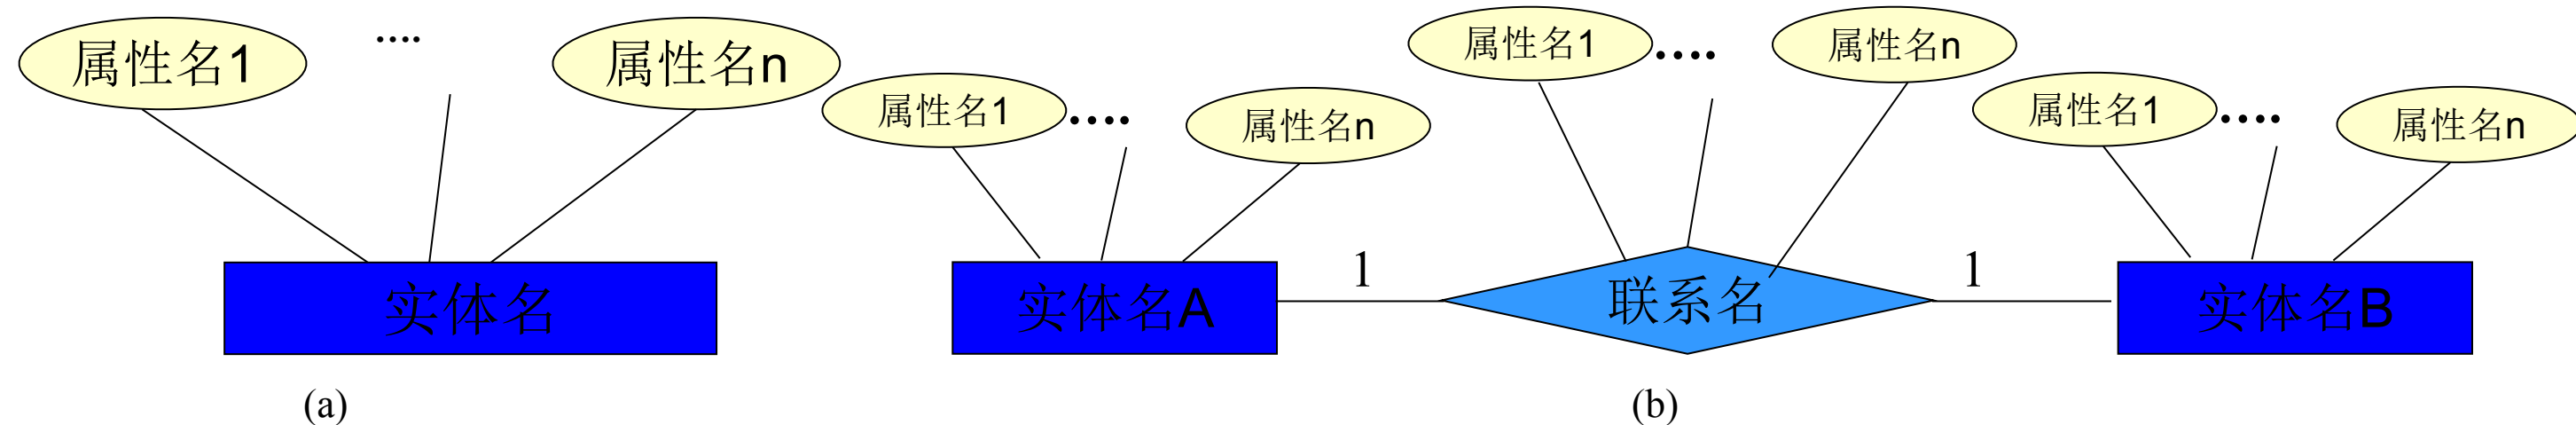 属性名1
....
属性名n
实体名
(a)
属性名1
....
属性名n
实体名A
1
属性名1
....
属性名n
联系名
1
属性名1
....
属性名n
实体名B
(b)